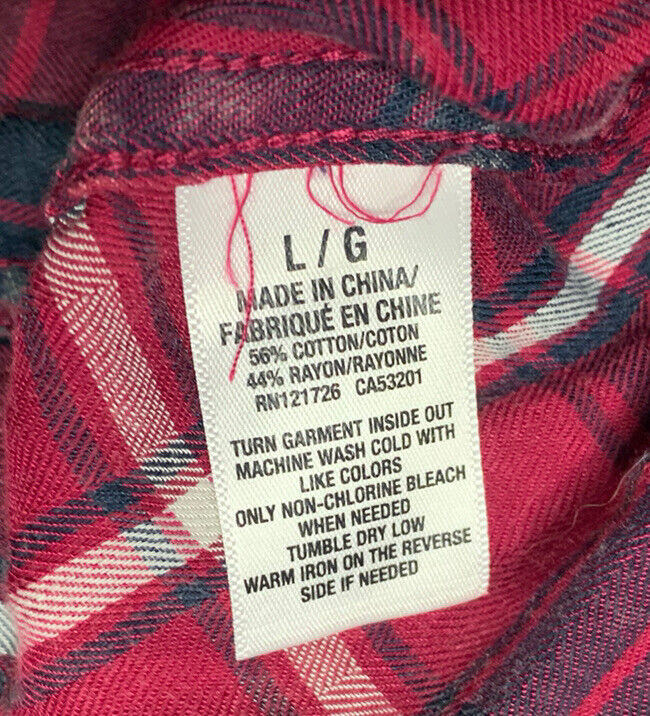 L / G
MADE IN CHINA/
FABRIQUÉ EN CHINE
56% COTTON/COTON
44% RAYON/RAYONNE
RN121726 CA53201
TURN GARMENT INSIDE OUT
MACHINE WASH COLD WITH
LIKE COLORS
ONLY NON-CHLORINE BLEACH
WHEN NEEDED
TUMBLE DRY LOW
WARM IRON ON THE REVERSE
SIDE IF NEEDED